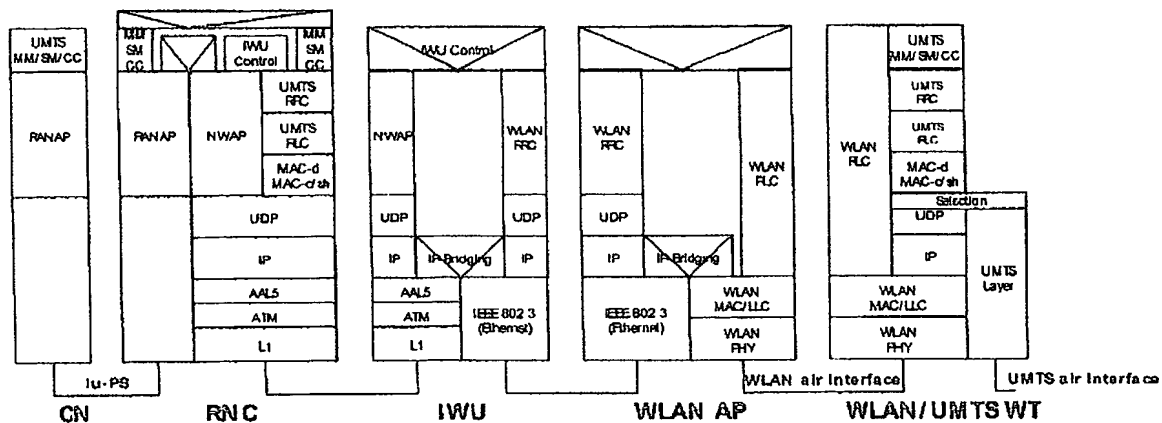 UMTS
MM/SM/CC
RANAP
CN
Iu-PS
MM
SM
CC
IWU
Control
MM
SM
CC
RANAP
NWAP
UMTS
RRC
UMTS
RLC
MAC-d
MAC-c/sh
UDP
IP
AAL5
ATM
L1
RNC
IWU Control
NWAP
WLAN
RRC
UDP
UDP
IP
IP-Bridging
IP
AAL5
ATM
L1
IEEE 802 3
(Ethernet)
IWU
WLAN
RRC
WLAN
RLC
UDP
IP
IP-Bridging
IEEE 802 3
(Ethernet)
WLAN
MAC/LLC
WLAN
PHY
WLAN AP
WLAN air Interface
UMTS
MM/SM/CC
UMTS
RRC
UMTS
RLC
WLAN
RLC
MAC-d
MAC-c/sh
Selection
UDP
IP
UMTS
Layer
WLAN
MAC/LLC
WLAN
PHY
UMTS air Interface
WLAN/UMTS WT